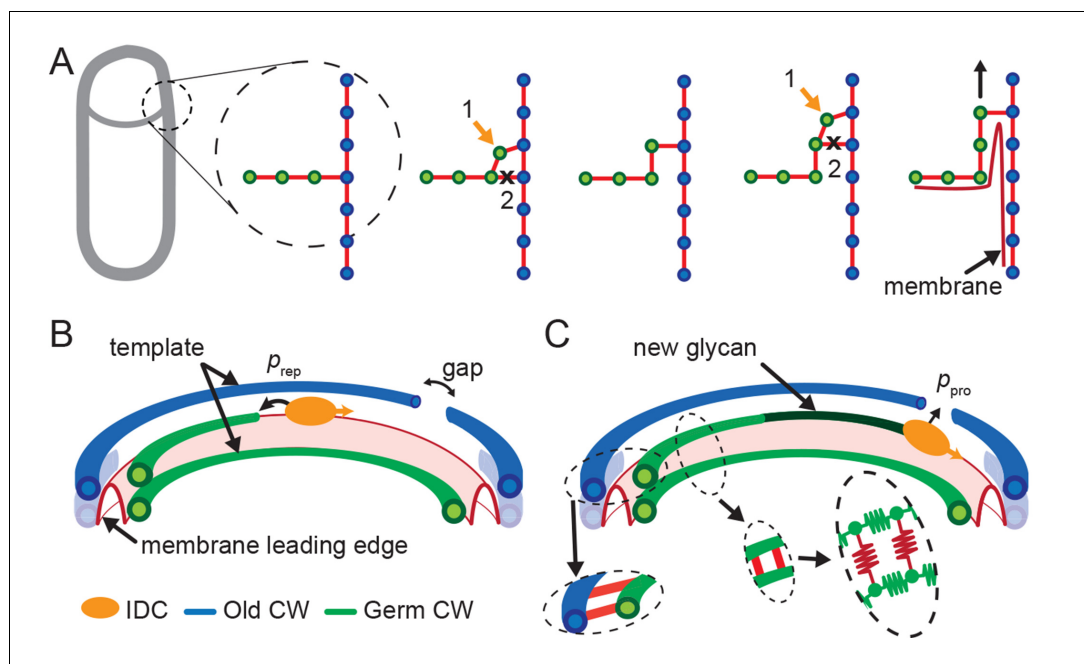 A
1
2
1
2
membrane
B
template
p_rep
gap
membrane leading edge
C
new glycan
p_pro
IDC
Old CW
Germ CW